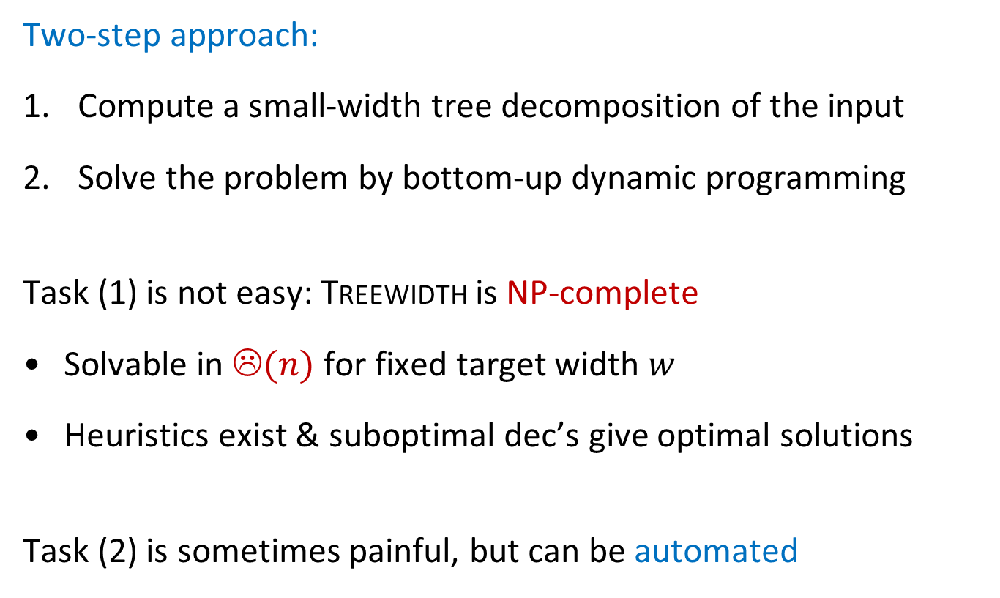 Two-step approach:
1. Compute a small-width tree decomposition of the input
2. Solve the problem by bottom-up dynamic programming
Task (1) is not easy: TREEWIDTH is NP-complete
• Solvable in ☹(n) for fixed target width w
• Heuristics exist & suboptimal dec’s give optimal solutions
Task (2) is sometimes painful, but can be automated